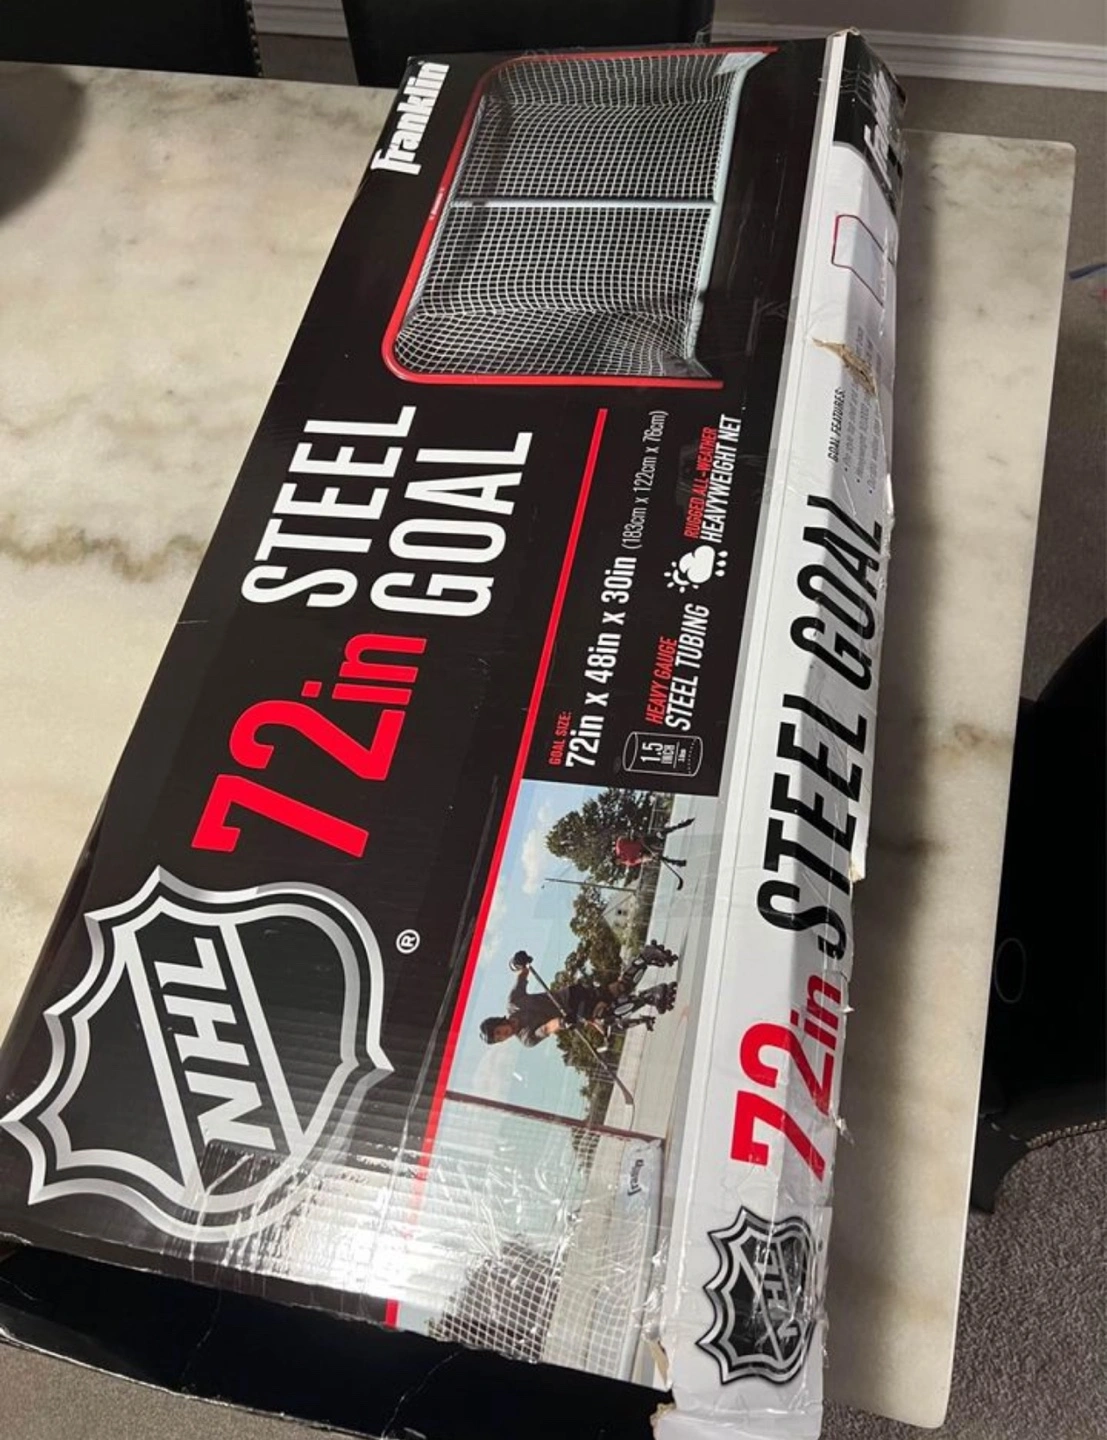 franklin
STEEL
72in GOAL
NHL
®
GOAL SIZE:
72in x 48in x 30in (183cm x 122cm x 76cm)
1.5
INCH
HEAVY GAUGE
STEEL TUBING
RUGGED ALL-WEATHER
HEAVYWEIGHT NET
72in STEEL GOAL
NHL
GOAL FEATURES: